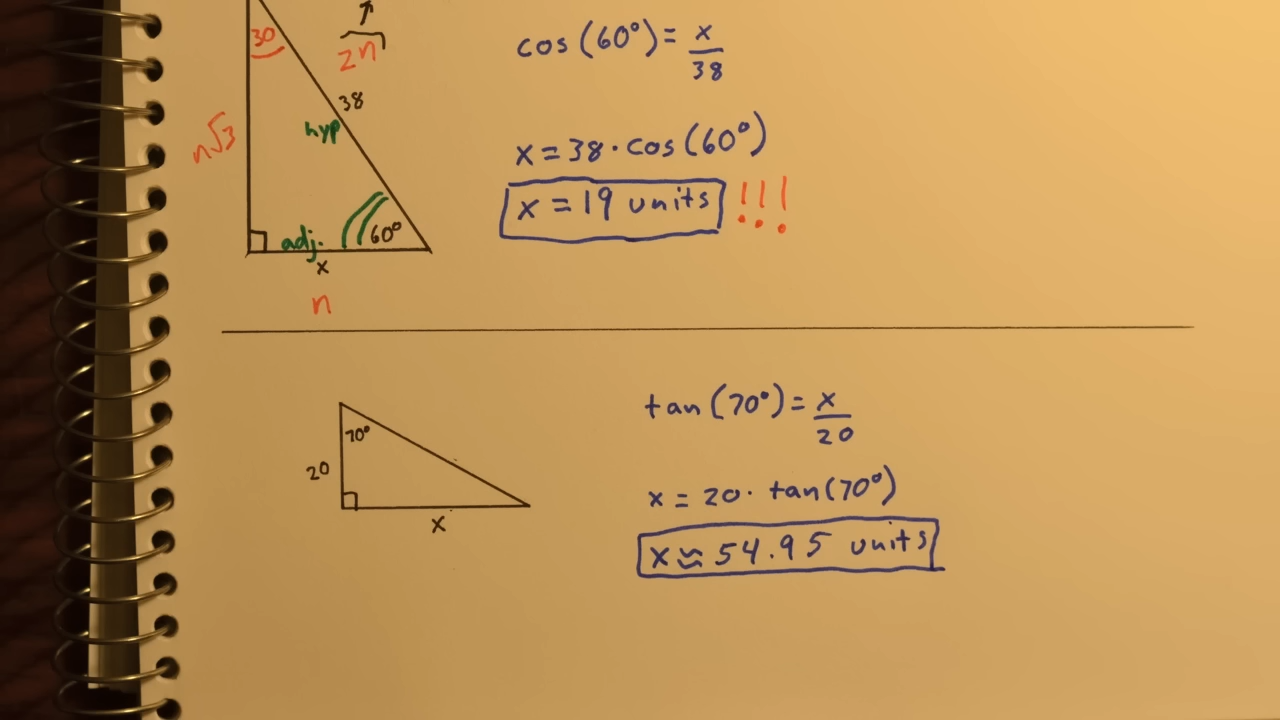 30
2n
38
hyp
n√3
adj.
60°
x
n
cos(60°) = x/38
x = 38 · cos(60°)
x = 19 units !!!
70°
20
x
tan(70°) = x/20
x = 20 · tan(70°)
x ≈ 54.95 units